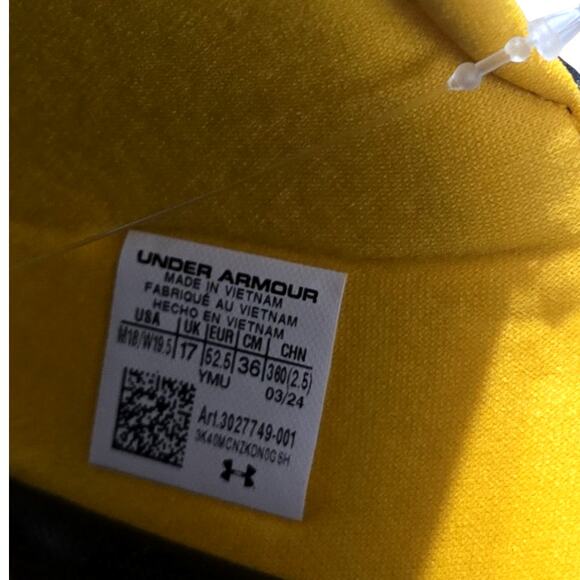 UNDER ARMOUR
MADE IN VIETNAM
FABRIQUÉ AU VIETNAM
HECHO EN VIETNAM
USA UK EUR CM CHN
M18/W19.5 17 52.5 36 360(2.5)
YMU 03/24
Art.3027749-001